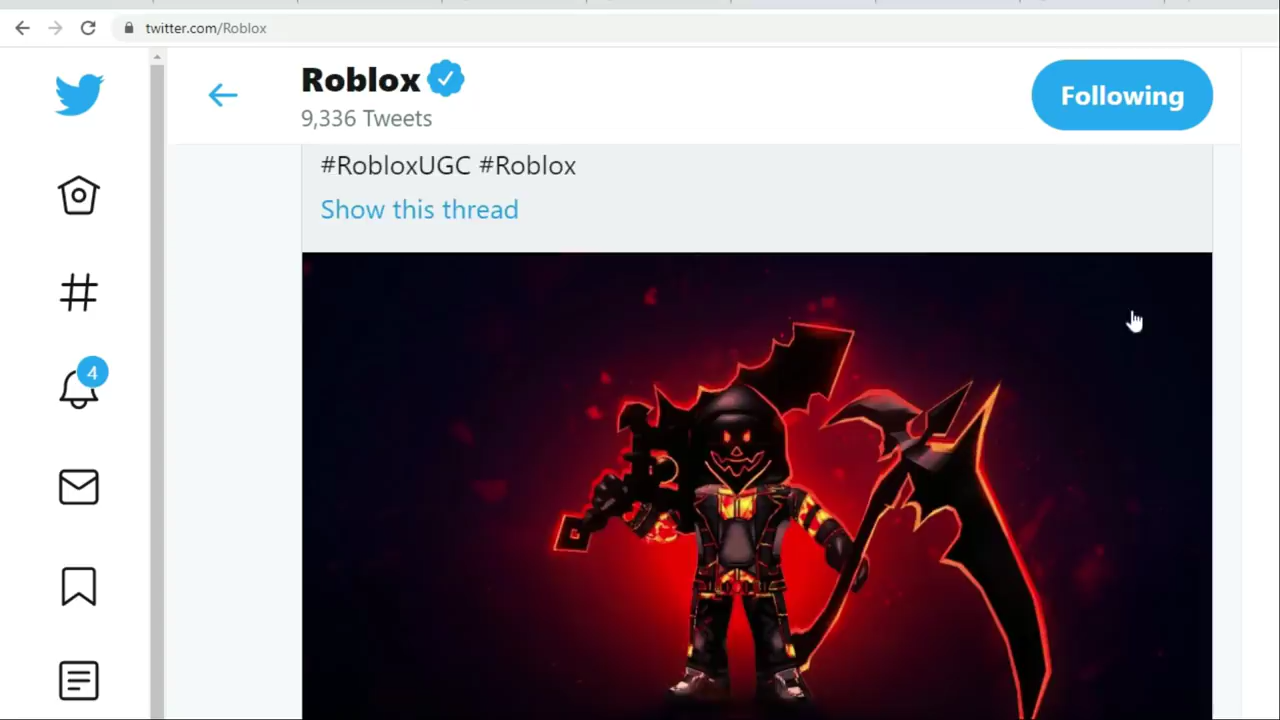 twitter.com/Roblox
Roblox
9,336 Tweets
Following
#RobloxUGC #Roblox
Show this thread
4